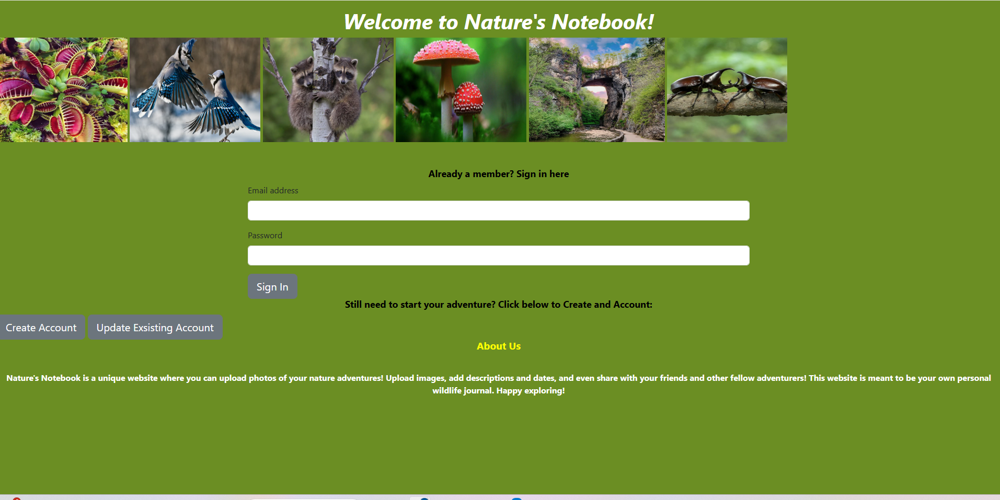 Welcome to Nature's Notebook!
Already a member? Sign in here
Email address
Password
Sign In
Still need to start your adventure? Click below to Create and Account:
Create Account
Update Exsisting Account
About Us
Nature's Notebook is a unique website where you can upload photos of your nature adventures! Upload images, add descriptions and dates, and even share with your friends and other fellow adventurers! This website is meant to be your own personal
wildlife journal. Happy exploring!